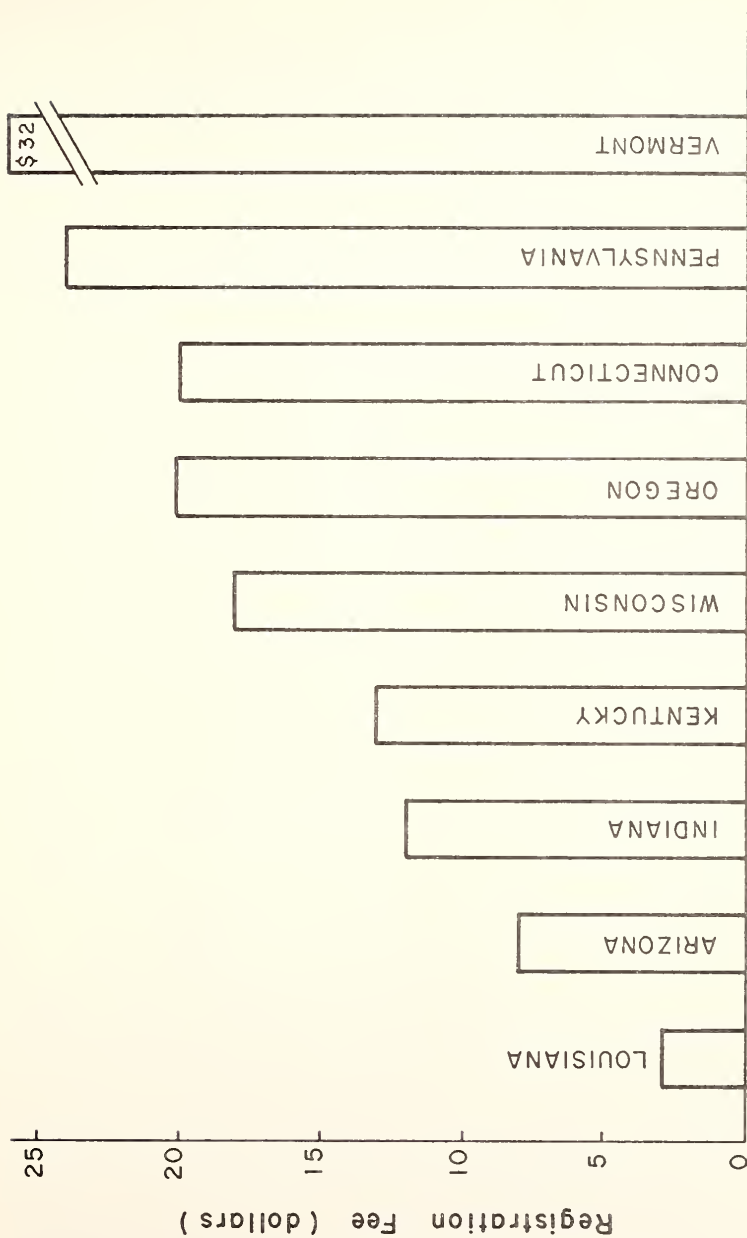 $32
VERMONT
PENNSYLVANIA
CONNECTICUT
OREGON
WISCONSIN
KENTUCKY
INDIANA
ARIZONA
LOUISIANA
25
20
15
10
5
0
Registration Fee (dollars)